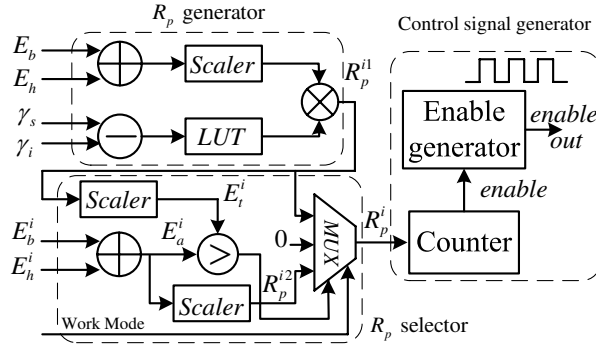 R_p generator
Control signal generator
E_b
E_h
Scaler
R_p^{i1}
γ_s
γ_i
LUT
Enable generator
enable out
enable
Scaler
E_t^i
E_b^i
E_h^i
E_a^i
>
0
MUX
R_p^i
Counter
R_p^{i2}
Scaler
Work Mode
R_p selector